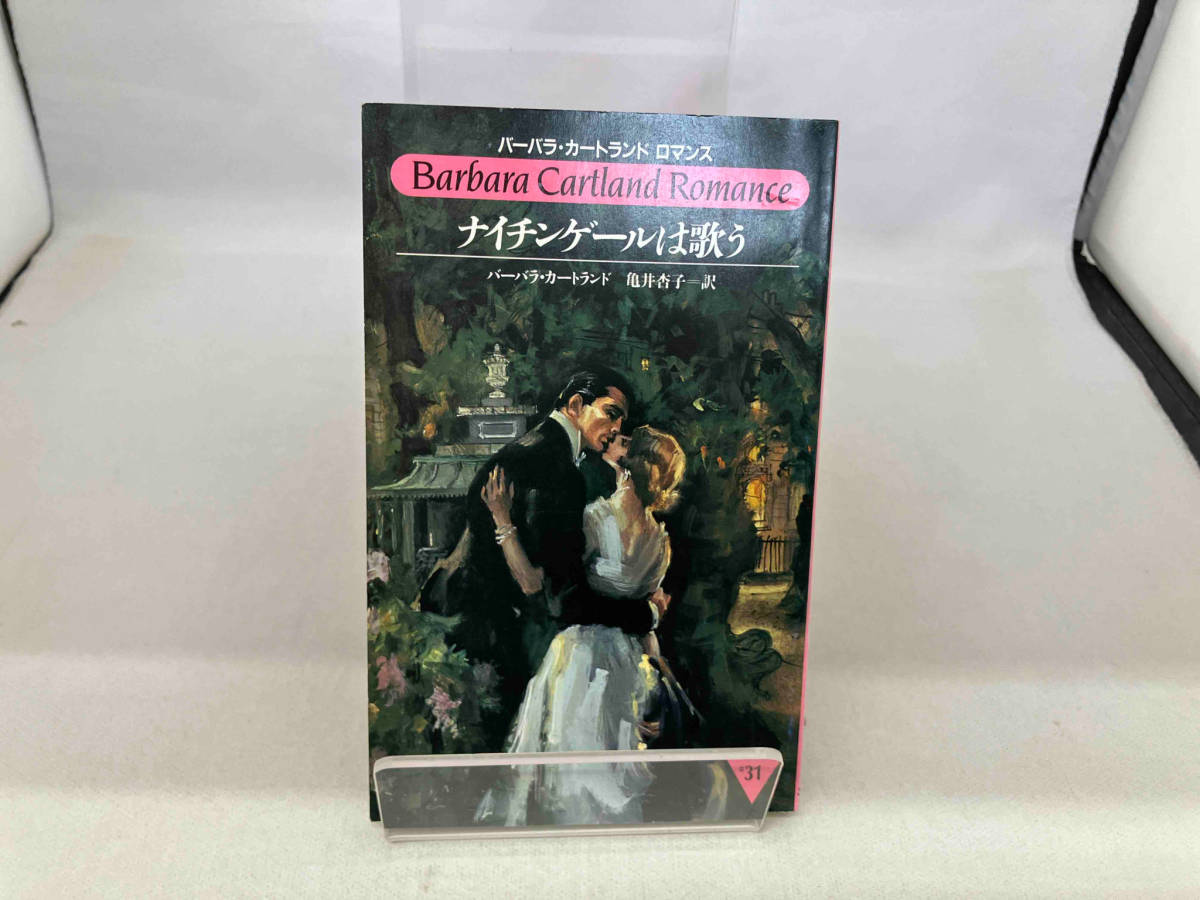 バーバラ・カートランド ロマンス
Barbara Cartland Romance
ナイチンゲールは歌う
バーバラ・カートランド 亀井杏子=訳
#31